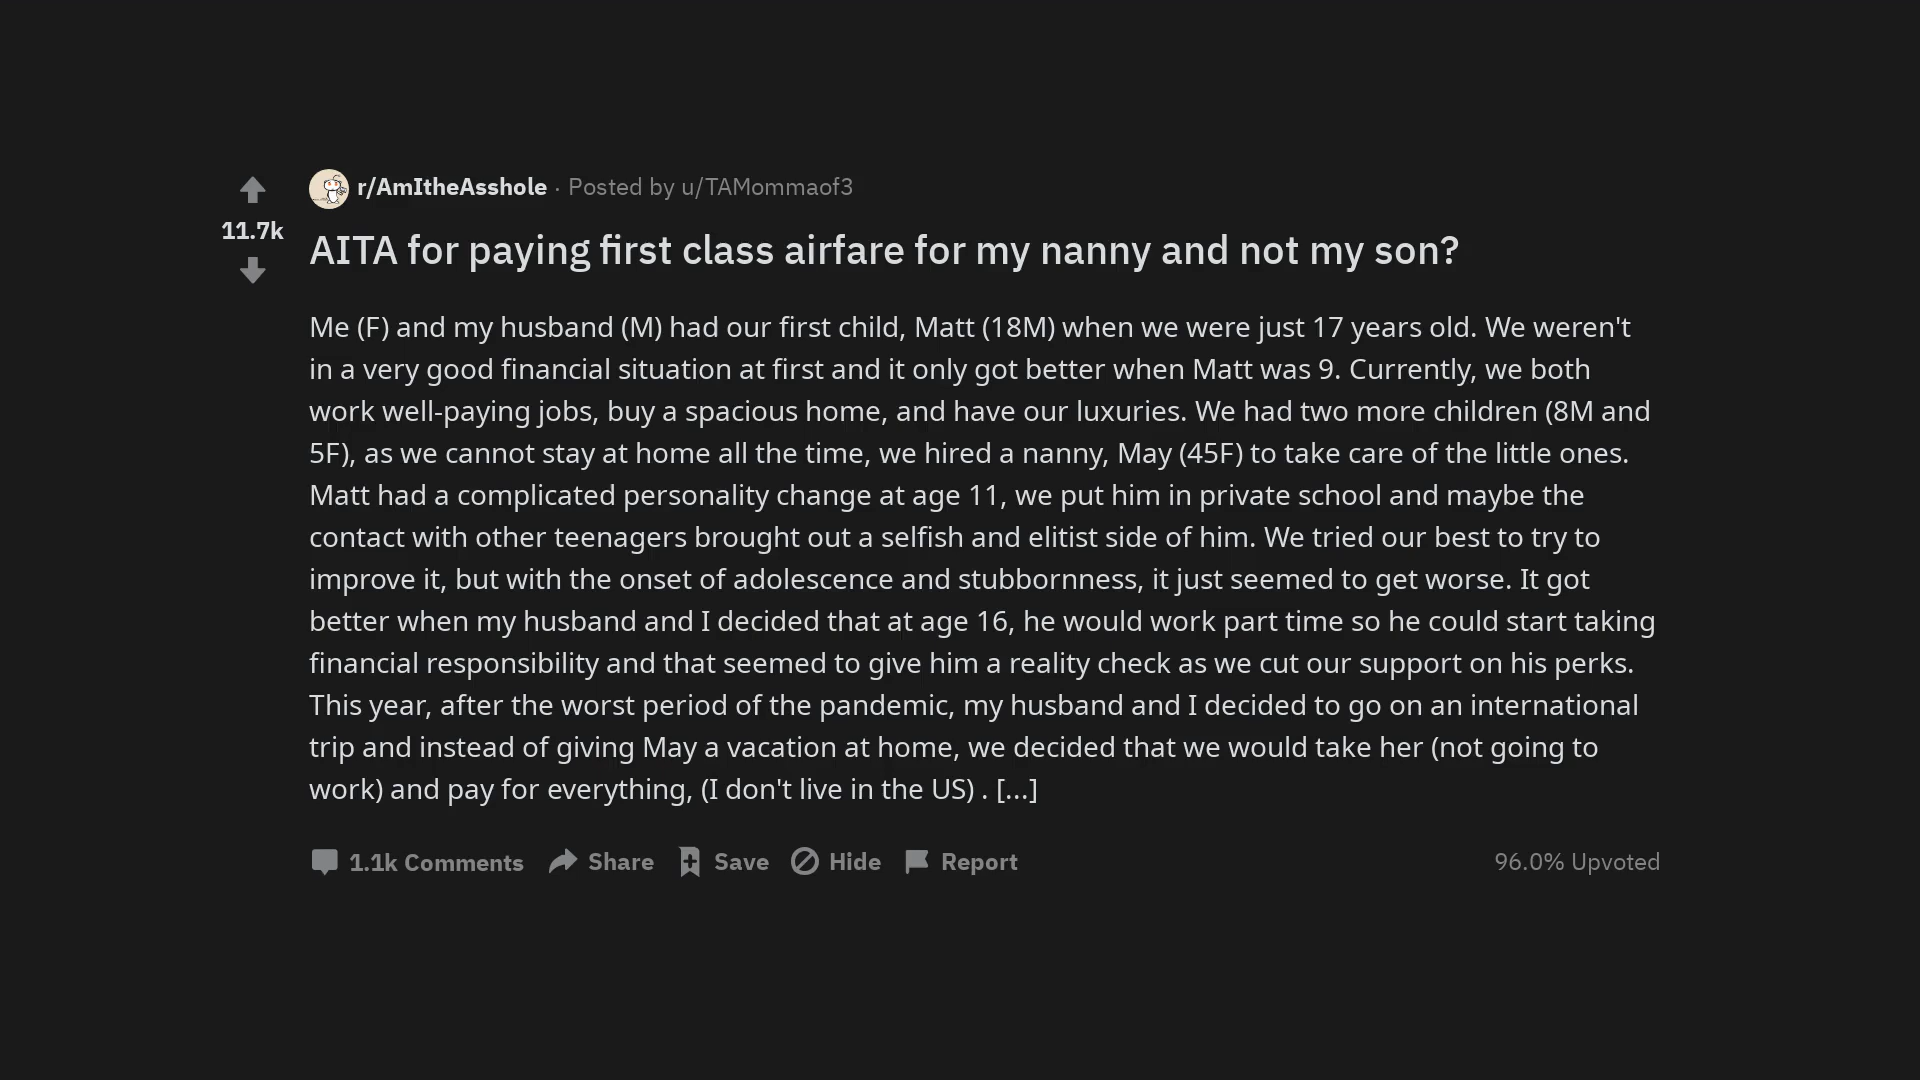 r/AmItheAsshole · Posted by u/TAMommaof3
11.7k
AITA for paying first class airfare for my nanny and not my son?
Me (F) and my husband (M) had our first child, Matt (18M) when we were just 17 years old. We weren't
in a very good financial situation at first and it only got better when Matt was 9. Currently, we both
work well-paying jobs, buy a spacious home, and have our luxuries. We had two more children (8M and
5F), as we cannot stay at home all the time, we hired a nanny, May (45F) to take care of the little ones.
Matt had a complicated personality change at age 11, we put him in private school and maybe the
contact with other teenagers brought out a selfish and elitist side of him. We tried our best to try to
improve it, but with the onset of adolescence and stubbornness, it just seemed to get worse. It got
better when my husband and I decided that at age 16, he would work part time so he could start taking
financial responsibility and that seemed to give him a reality check as we cut our support on his perks.
This year, after the worst period of the pandemic, my husband and I decided to go on an international
trip and instead of giving May a vacation at home, we decided that we would take her (not going to
work) and pay for everything, (I don't live in the US) . [...]
1.1k Comments Share Save Hide Report 96.0% Upvoted